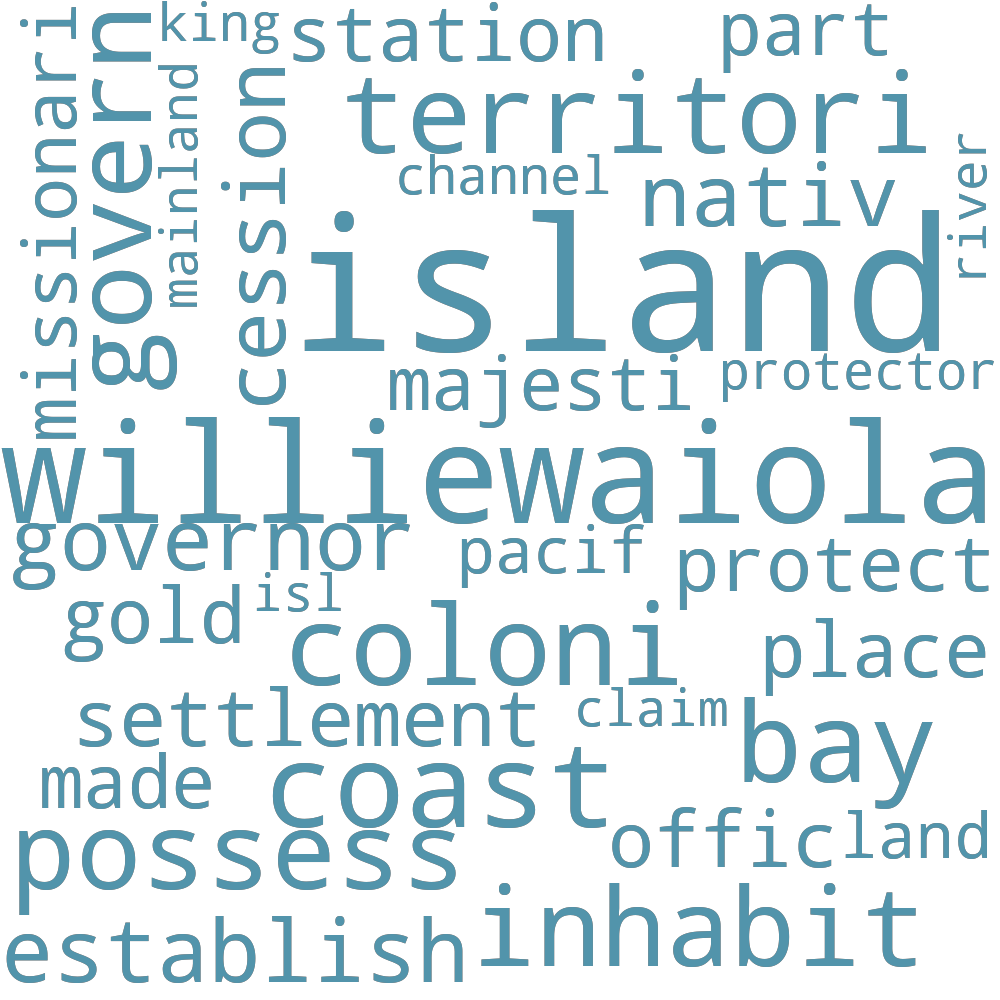 king
station
part
missionari
govern
mainland
cession
territori
channel
nativ
river
island
majesti
protector
williewaiola
governor
pacif
protect
gold
isl
coloni
place
settlement
claim
bay
made
coast
possess
offic
land
establish
inhabit